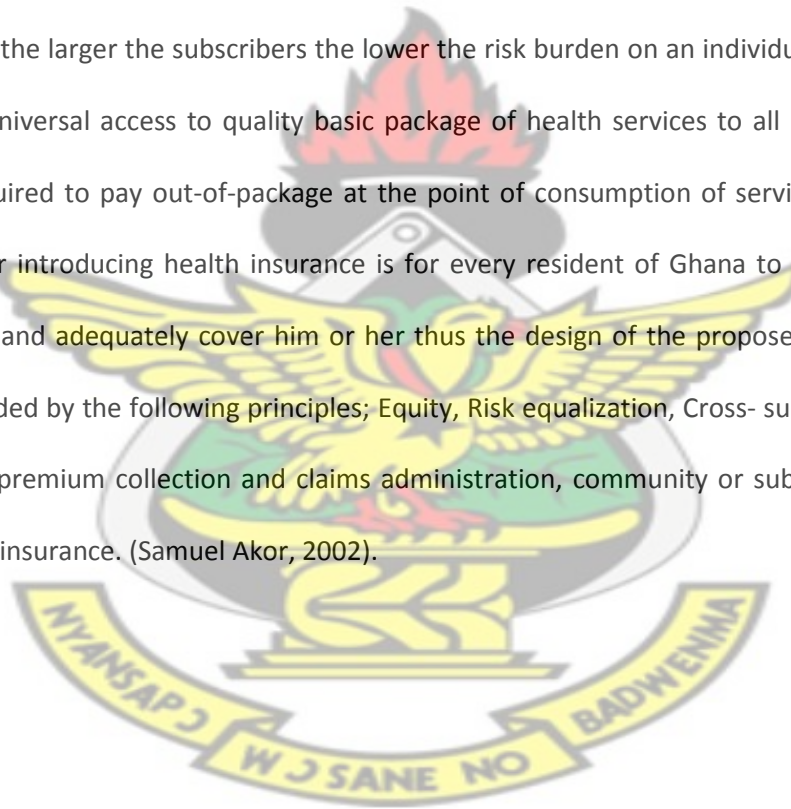 the larger the subscribers the lower the risk burden on an individu
niversal access to quality basic package of health services to all
uired to pay out-of-package at the point of consumption of servi
r introducing health insurance is for every resident of Ghana to
and adequately cover him or her thus the design of the propose
ded by the following principles; Equity, Risk equalization, Cross- su
premium collection and claims administration, community or sub
insurance. (Samuel Akor, 2002).
NYANSAPƆ
WƆSANE NO
BADWENMA